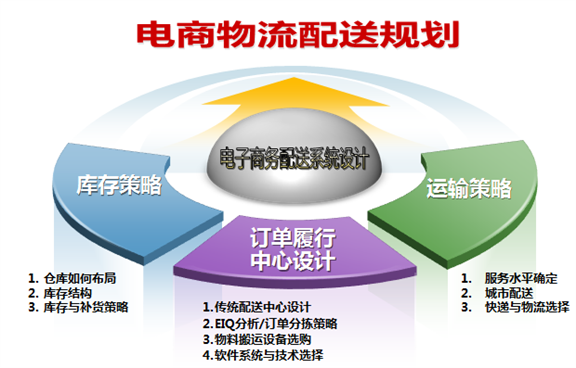 电商物流配送规划
电子商务配送系统设计
库存策略
运输策略
订单履行
中心设计
1. 仓库如何布局
2. 库存结构
3. 库存与补货策略
1.传统配送中心设计
2.EIQ分析/订单分拣策略
3.物料搬运设备选购
4.软件系统与技术选择
1. 服务水平确定
2. 城市配送
3. 快递与物流选择